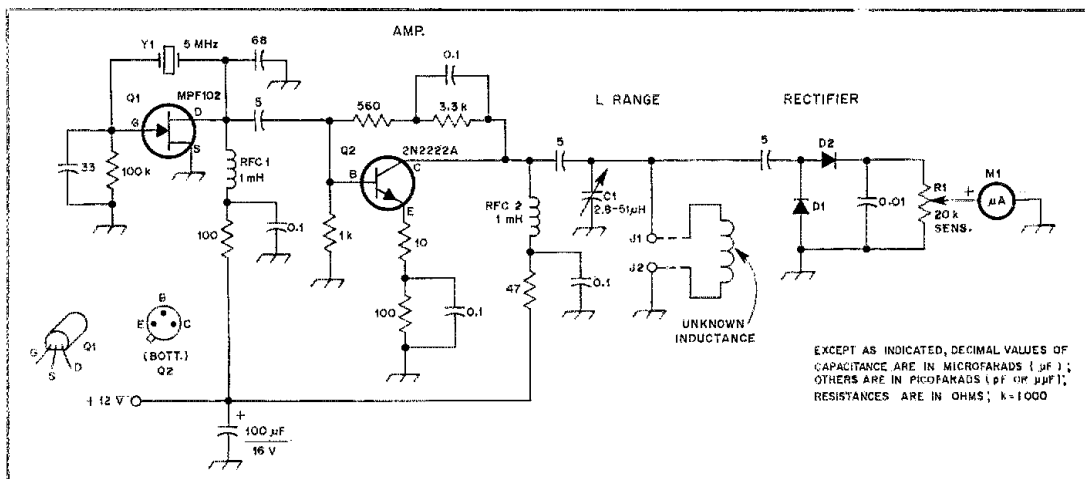 AMP.
Y1
5 MHz
68
0.1
Q1
MPF102
D
G
S
5
560
3.3k
L RANGE
RECTIFIER
33
100k
RFC 1
1 mH
Q2
2N2222A
B
C
E
5
5
D2
C1
2.8-51µH
D1
0.01
R1
20k
SENS.
+
M1
µA
100
0.1
1k
10
RFC 2
1 mH
J1
J2
47
0.1
100
0.1
UNKNOWN
INDUCTANCE
G
S
D
Q1
B
E
C
(BOTT.)
Q2
+12 V
+
100 µF
16 V
EXCEPT AS INDICATED, DECIMAL VALUES OF
CAPACITANCE ARE IN MICROFARADS (µF);
OTHERS ARE IN PICOFARADS (pF OR µµF);
RESISTANCES ARE IN OHMS; k=1000